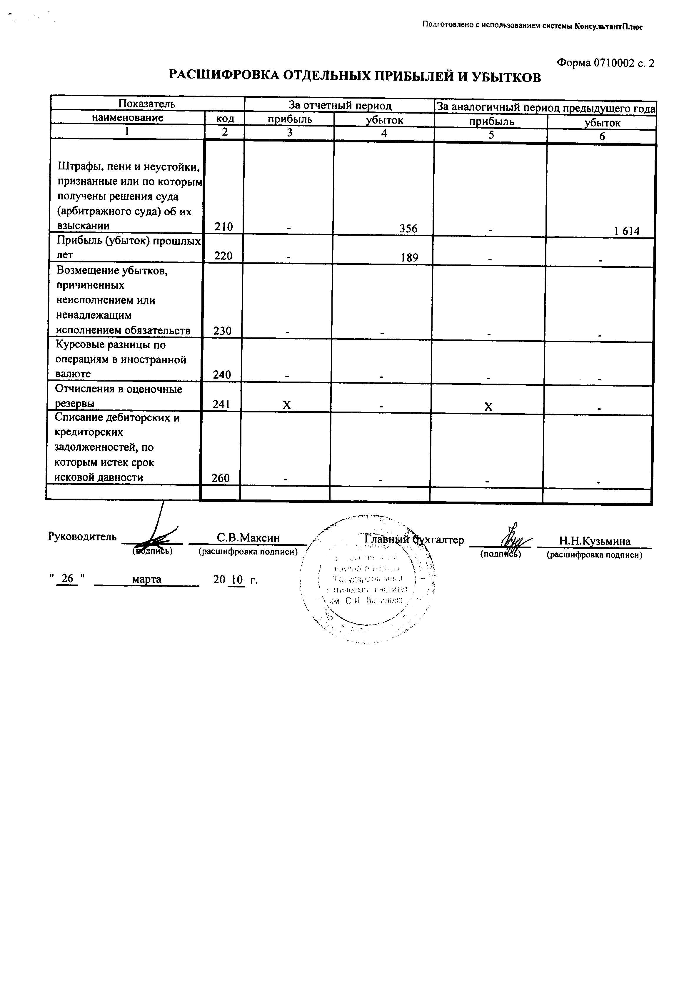 Подготовлено с использованием системы КонсультантПлюс
Форма 0710002 с. 2
РАСШИФРОВКА ОТДЕЛЬНЫХ ПРИБЫЛЕЙ И УБЫТКОВ
Показатель За отчетный период За аналогичный период предыдущего года
наименование код прибыль убыток прибыль убыток
1 2 3 4 5 6
Штрафы, пени и неустойки,
признанные или по которым
получены решения суда
(арбитражного суда) об их
взыскании 210 - 356 - 1 614
Прибыль (убыток) прошлых
лет 220 - 189 - -
Возмещение убытков,
причиненных
неисполнением или
ненадлежащим
исполнением обязательств 230 - - - -
Курсовые разницы по
операциям в иностранной
валюте 240 - - - -
Отчисления в оценочные
резервы 241 X - X -
Списание дебиторских и
кредиторских
задолженностей, по
которым истек срок
исковой давности 260 - - - -
Руководитель С.В.Максин Главный бухгалтер Н.Н.Кузьмина
(подпись) (расшифровка подписи) (подпись) (расшифровка подписи)
" 26 " марта 20 10 г.
научного центра
"Государственный
оптический институт
им. С.И. Вавилова